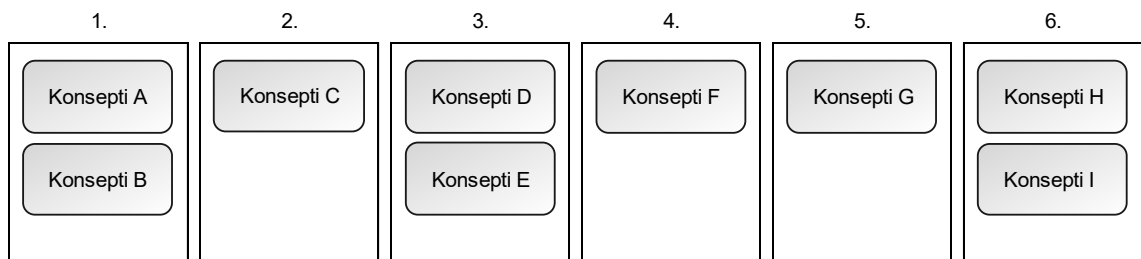 1. 2. 3. 4. 5. 6.
Konsepti A Konsepti C Konsepti D Konsepti F Konsepti G Konsepti H
Konsepti B Konsepti E Konsepti I